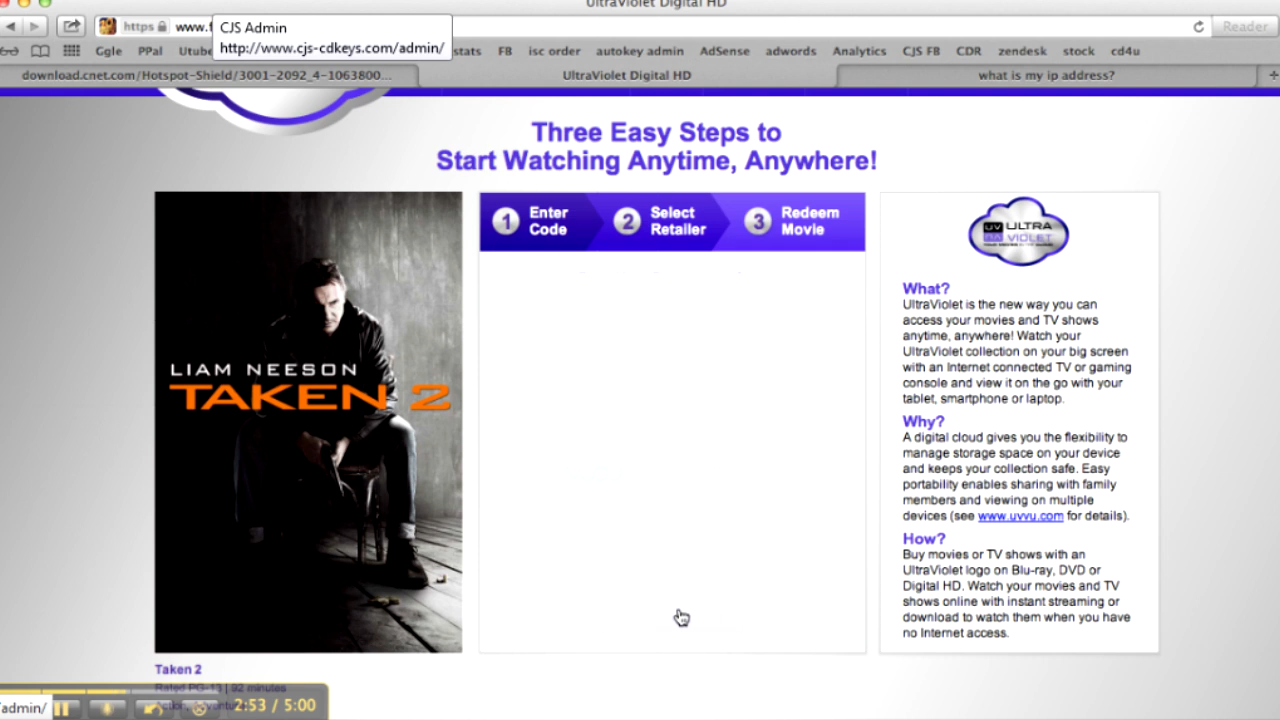 UltraViolet Digital HD
https
www.
CJS Admin
http://www.cjs-cdkeys.com/admin/
Reader
Ggle PPal Utube stats FB isc order autokey admin AdSense adwords Analytics CJS FB CDR zendesk stock cd4u
download.cnet.com/Hotspot-Shield/3001-2092_4-1063800... UltraViolet Digital HD what is my ip address?
Three Easy Steps to
Start Watching Anytime, Anywhere!
LIAM NEESON
TAKEN 2
1 Enter
Code
2 Select
Retailer
3 Redeem
Movie
UV ULTRA
VIOLET
What?
UltraViolet is the new way you can
access your movies and TV shows
anytime, anywhere! Watch your
UltraViolet collection on your big screen
with an Internet connected TV or gaming
console and view it on the go with your
tablet, smartphone or laptop.
Why?
A digital cloud gives you the flexibility to
manage storage space on your device
and keeps your collection safe. Easy
portability enables sharing with family
members and viewing on multiple
devices (see www.uvvu.com for details).
How?
Buy movies or TV shows with an
UltraViolet logo on Blu-ray, DVD or
Digital HD. Watch your movies and TV
shows online with instant streaming or
download to watch them when you have
no Internet access.
Taken 2
Rated PG-13 | 92 minutes
admin/
2:53 / 5:00